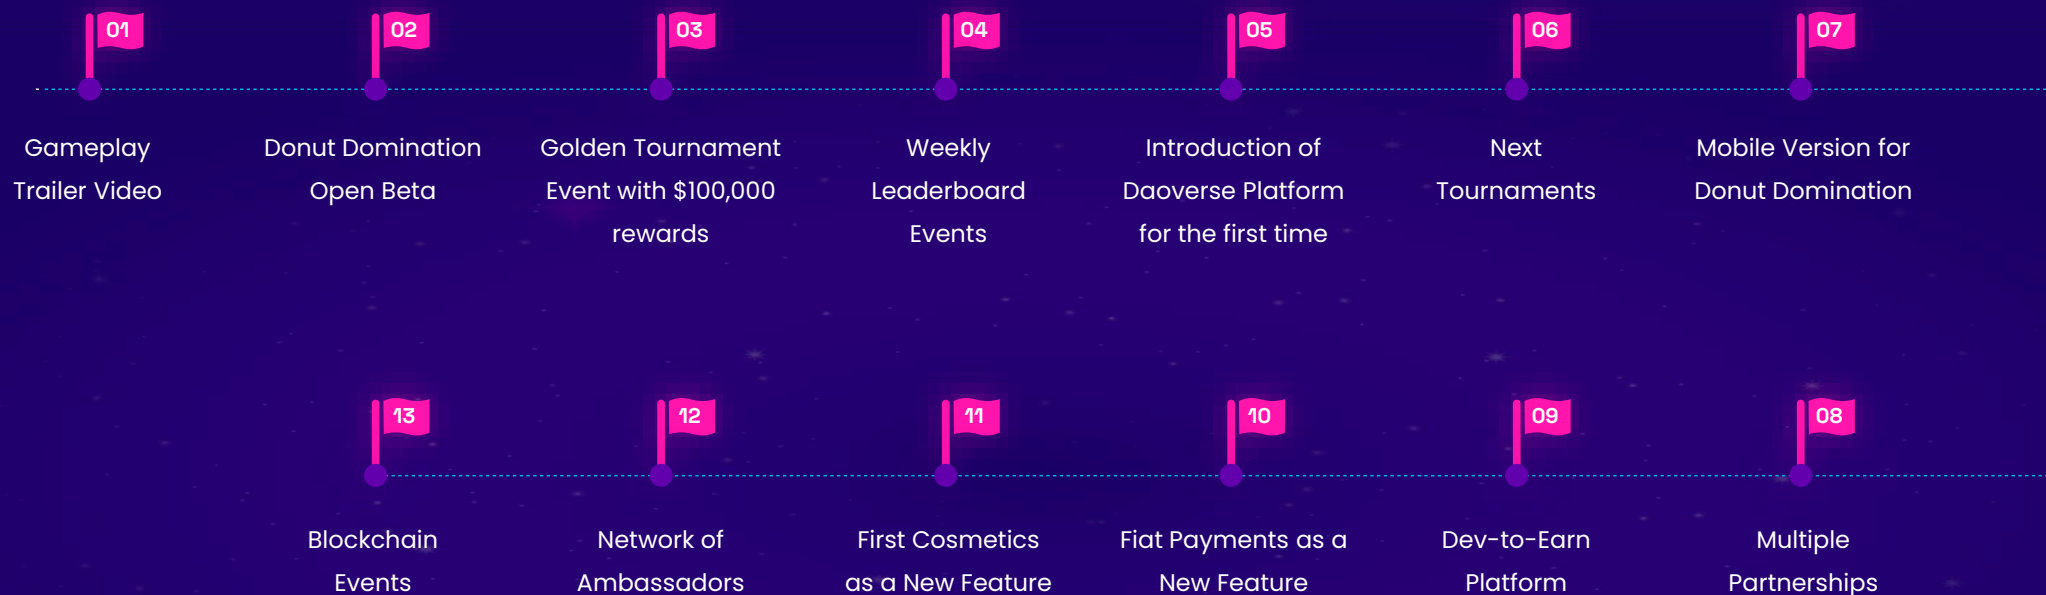 01
Gameplay
Trailer Video
02
Donut Domination
Open Beta
03
Golden Tournament
Event with $100,000
rewards
04
Weekly
Leaderboard
Events
05
Introduction of
Daoverse Platform
for the first time
06
Next
Tournaments
07
Mobile Version for
Donut Domination
13
Blockchain
Events
12
Network of
Ambassadors
11
First Cosmetics
as a New Feature
10
Fiat Payments as a
New Feature
09
Dev-to-Earn
Platform
08
Multiple
Partnerships